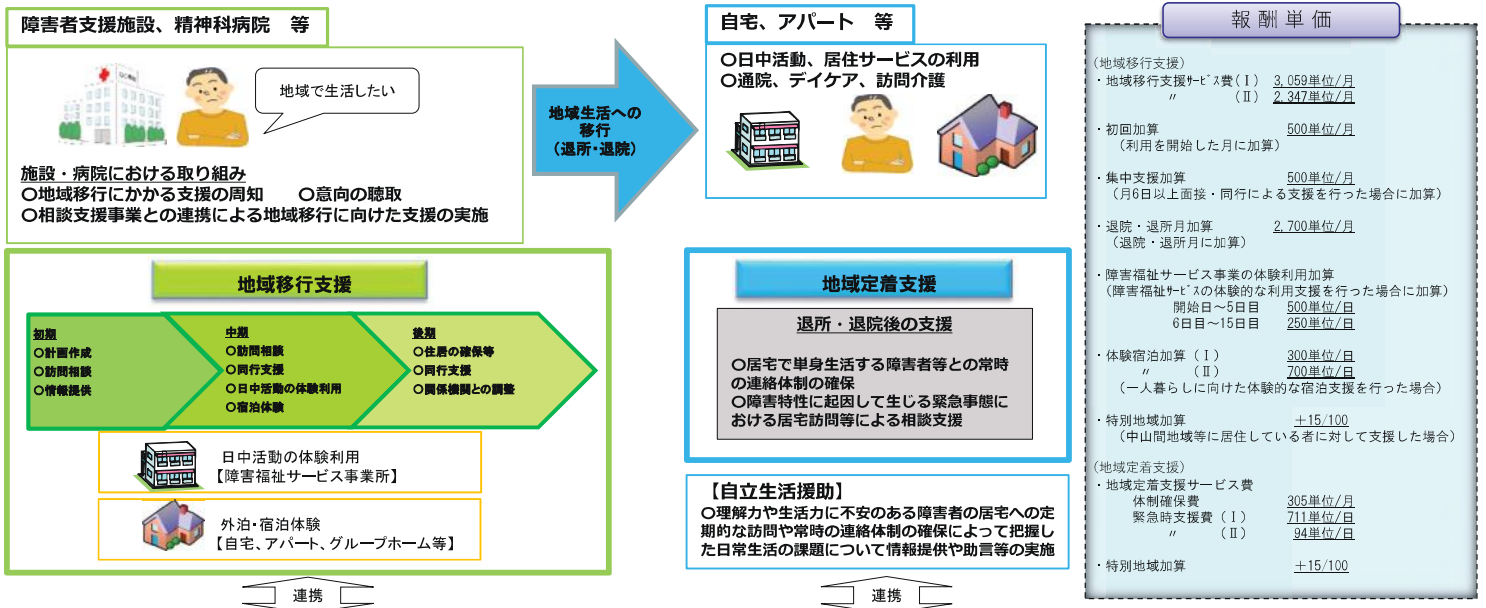 障害者支援施設、精神科病院　等
地域で生活したい
施設・病院における取り組み
〇地域移行にかかる支援の周知　　〇意向の聴取
〇相談支援事業との連携による地域移行に向けた支援の実施
地域生活への
移行
（退所・退院）
自宅、アパート　等
〇日中活動、居住サービスの利用
〇通院、デイケア、訪問介護
地域移行支援
初期
〇計画作成
〇訪問相談
〇情報提供
中期
〇訪問相談
〇同行支援
〇日中活動の体験利用
〇宿泊体験
後期
〇住居の確保等
〇同行支援
〇関係機関との調整
日中活動の体験利用
【障害福祉サービス事業所】
外泊・宿泊体験
【自宅、アパート、グループホーム等】
連携
地域定着支援
退所・退院後の支援
〇居宅で単身生活する障害者等との常時
の連絡体制の確保
〇障害特性に起因して生じる緊急事態に
おける居宅訪問等による相談支援
【自立生活援助】
〇理解力や生活力に不安のある障害者の居宅への定
期的な訪問や常時の連絡体制の確保によって把握し
た日常生活の課題について情報提供や助言等の実施
連携
報酬単価
（地域移行支援）
・地域移行支援ｻｰﾋﾞｽ費（Ⅰ）　3,059単位/月
〃　（Ⅱ）　2,347単位/月
・初回加算　500単位/月
（利用を開始した月に加算）
・集中支援加算　500単位/月
（月6日以上面接・同行による支援を行った場合に加算）
・退院・退所月加算　2,700単位/月
（退院・退所月に加算）
・障害福祉サービス事業の体験利用加算
（障害福祉ｻｰﾋﾞｽの体験的な利用支援を行った場合に加算）
開始日～5日目　500単位/日
6日目～15日目　250単位/日
・体験宿泊加算（Ⅰ）　300単位/日
〃　（Ⅱ）　700単位/日
（一人暮らしに向けた体験的な宿泊支援を行った場合）
・特別地域加算　＋15/100
（中山間地域等に居住している者に対して支援した場合）
（地域定着支援）
・地域定着支援サービス費
体制確保費　305単位/月
緊急時支援費（Ⅰ）　711単位/日
〃　（Ⅱ）　94単位/日
・特別地域加算　＋15/100